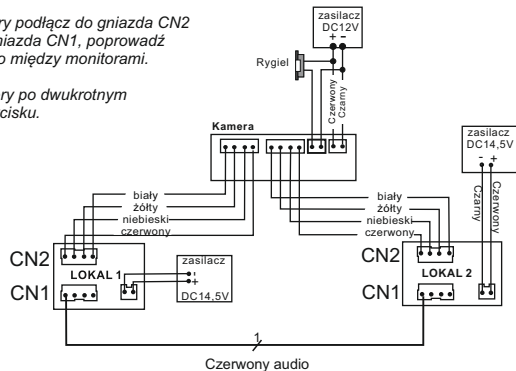 ry podłącz do gniazda CN2
niazda CN1, poprowadź
o między monitorami.
ry po dwukrotnym
cisku.
zasilacz
DC12V
+ -
Rygiel
Czerwony
Czarny
Kamera
zasilacz
DC14,5V
- +
Czarny
Czerwony
biały
żółty
niebieski
czerwony
biały
żółty
niebieski
czerwony
CN2
LOKAL 1
CN1
zasilacz
-
+
DC14,5V
CN2
LOKAL 2
CN1
1
Czerwony audio